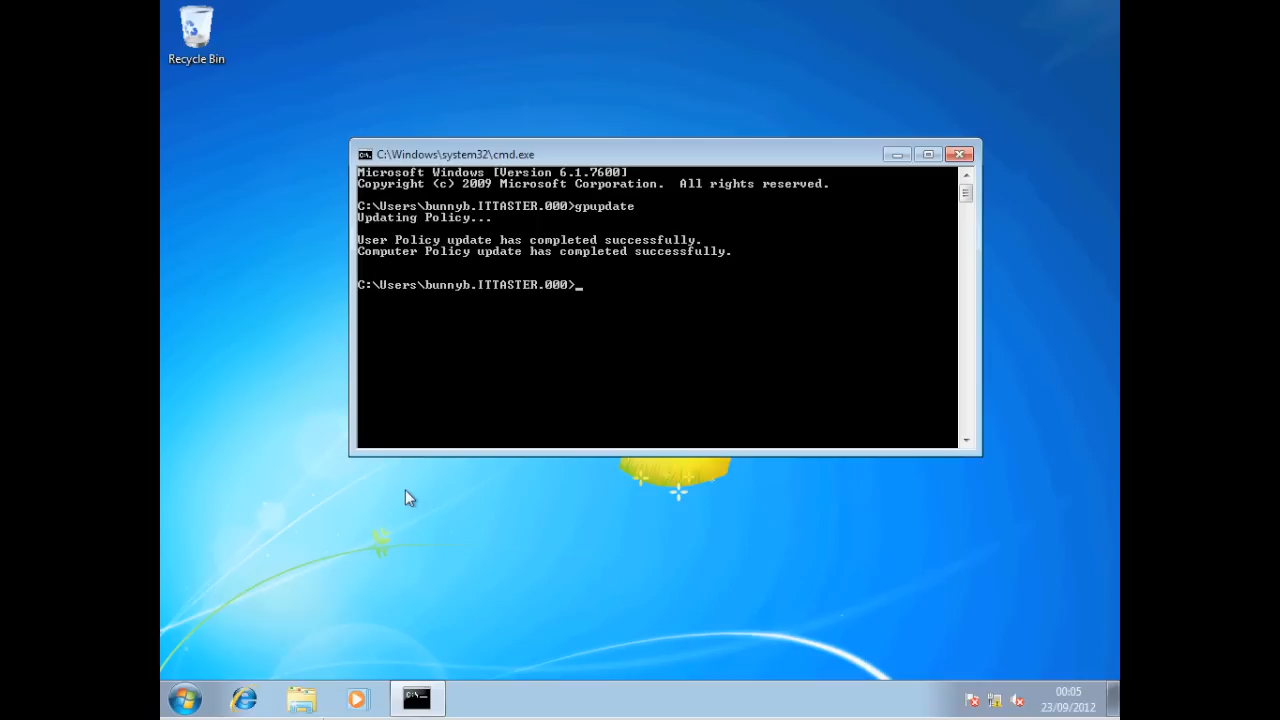 Recycle Bin
C:\Windows\system32\cmd.exe
Microsoft Windows [Version 6.1.7600]
Copyright (c) 2009 Microsoft Corporation.  All rights reserved.
C:\Users\bunnyb.ITTASTER.000>gpupdate
Updating Policy...
User Policy update has completed successfully.
Computer Policy update has completed successfully.
C:\Users\bunnyb.ITTASTER.000>_
00:05
23/09/2012